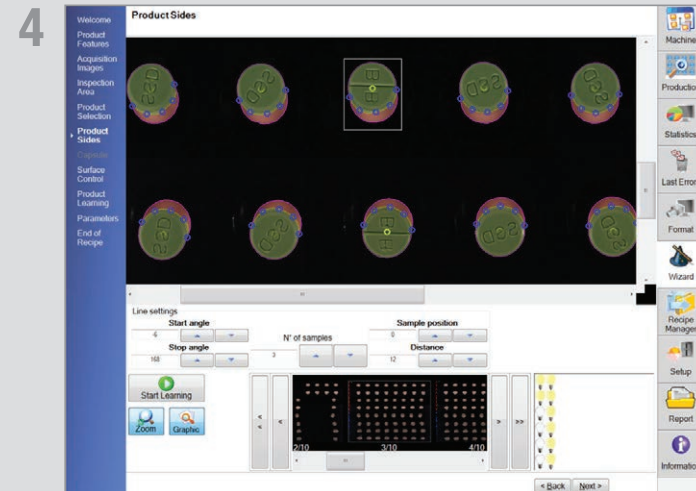 4
Welcome
Product
Features
Acquisition
Images
Inspection
Area
Product
Selection
Product
Sides
Capsule
Surface
Control
Product
Learning
Parameters
End of
Recipe
Product Sides
Line settings
Start angle
-6
Stop angle
168
N° of samples
3
Sample position
0
Distance
12
Start Learning
Zoom
Graphic
<<
<
2/10
3/10
4/10
>
>>
< Back
Next >
Machine
Productio
Statistics
Last Error
Format
Wizard
Recipe
Manager
Setup
Report
Informatio